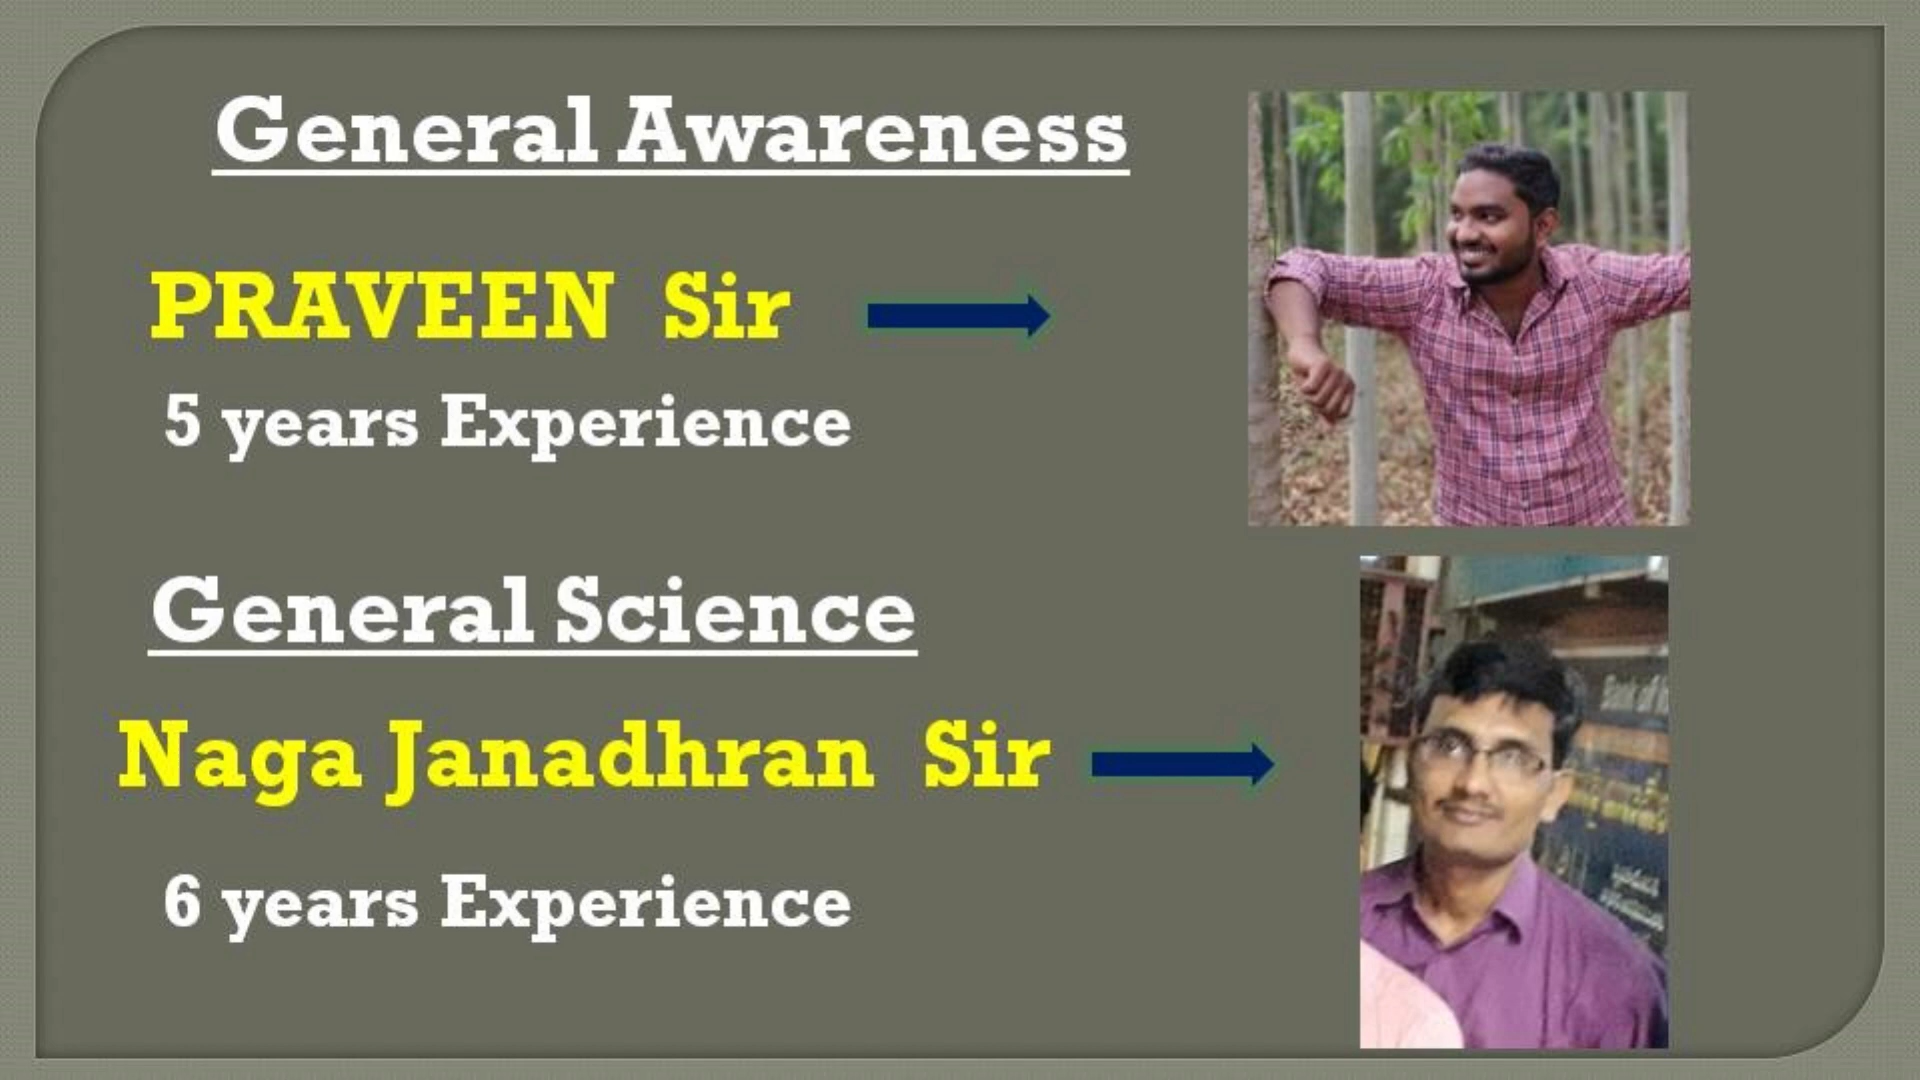 General Awareness
PRAVEEN Sir
5 years Experience
General Science
Naga Janadhran Sir
6 years Experience